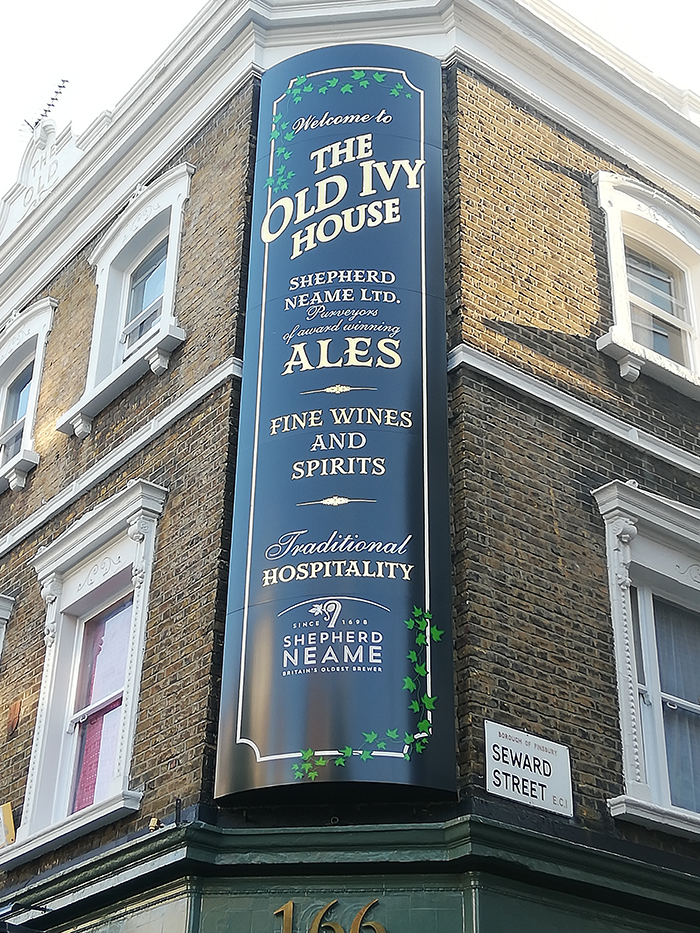 Welcome to
THE
OLD IVY
HOUSE
SHEPHERD
NEAME LTD.
Purveyors
of award winning
ALES
FINE WINES
AND
SPIRITS
Traditional
HOSPITALITY
SINCE 1698
SHEPHERD
NEAME
BRITAIN'S OLDEST BREWER
BOROUGH OF FINSBURY
SEWARD
STREET E.C.1
166